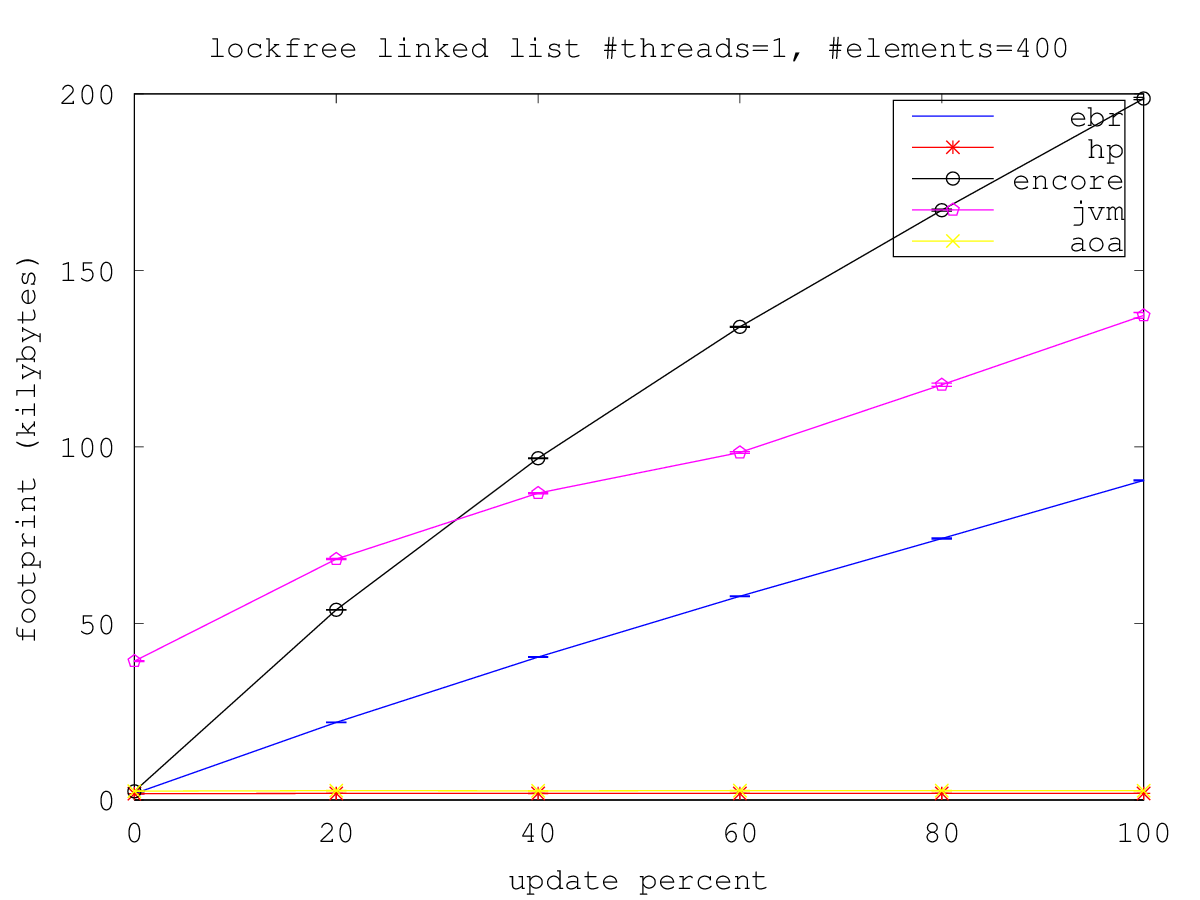 lockfree linked list #threads=1, #elements=400
200
150
100
50
0
footprint (kilybytes)
ebr
hp
encore
jvm
aoa
0 20 40 60 80 100
update percent